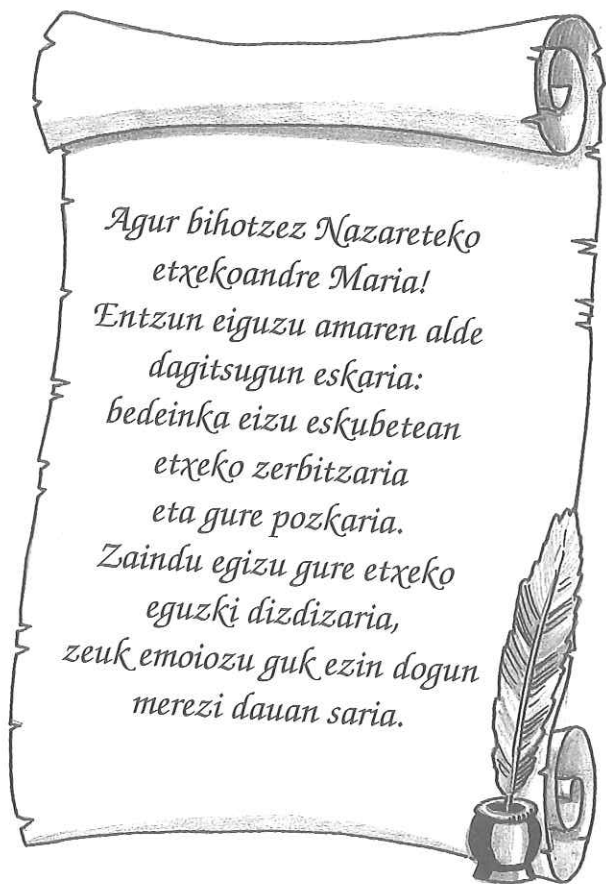 Agur bihotzez Nazareteko
etxekoandre Maria!
Entzun eiguzu amaren alde
dagitsugun eskaria:
bedeinka eizu eskubetean
etxeko zerbitzaria
eta gure pozkaria.
Zaindu egizu gure etxeko
eguzki dizdizaria,
zeuk emoiozu guk ezin dogun
merezi dauan saria.